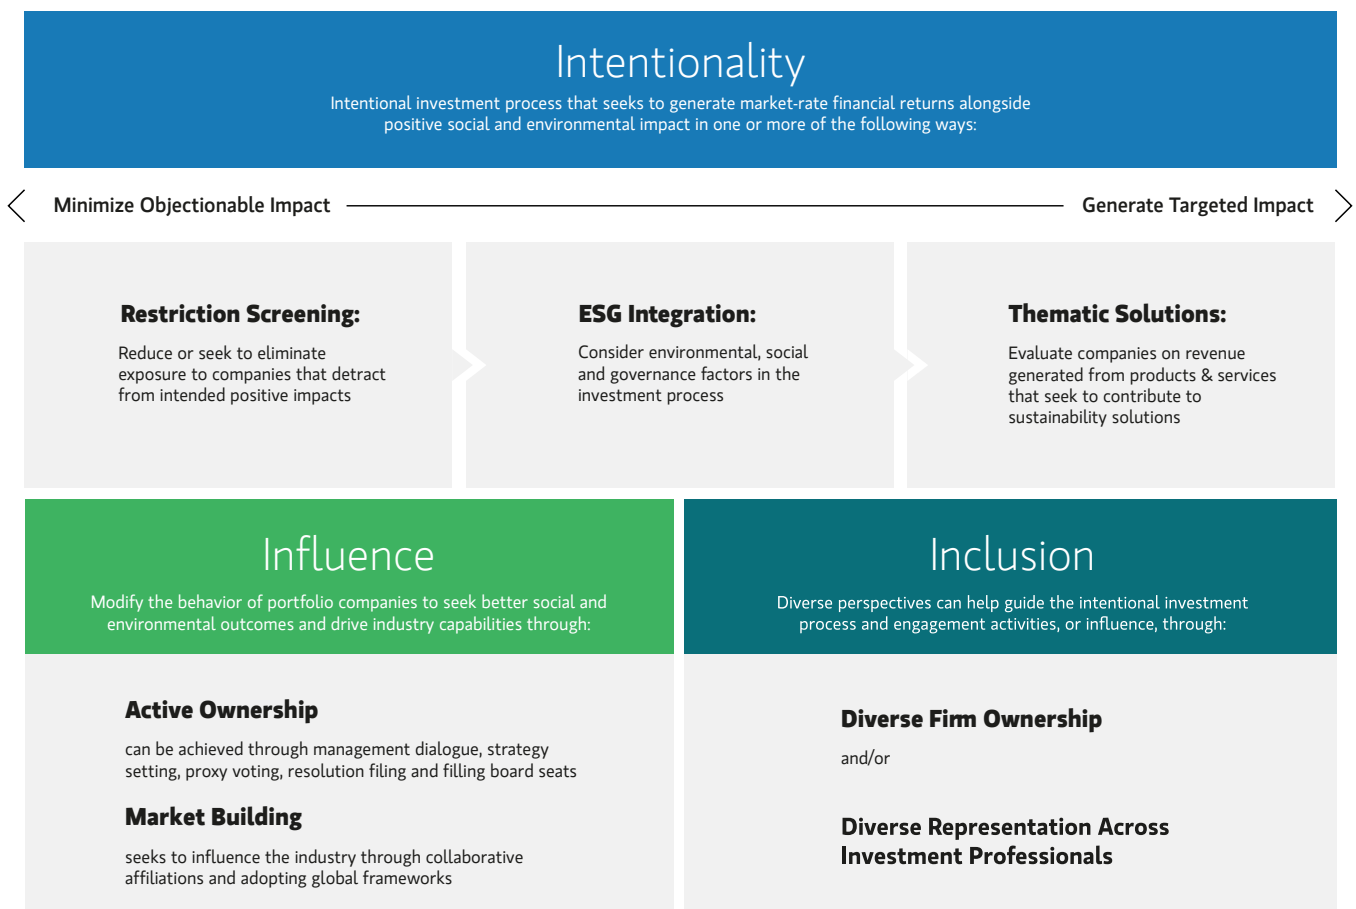 Intentionality
Intentional investment process that seeks to generate market-rate financial returns alongside
positive social and environmental impact in one or more of the following ways:
Minimize Objectionable Impact
Generate Targeted Impact
Restriction Screening:
Reduce or seek to eliminate
exposure to companies that detract
from intended positive impacts
ESG Integration:
Consider environmental, social
and governance factors in the
investment process
Thematic Solutions:
Evaluate companies on revenue
generated from products & services
that seek to contribute to
sustainability solutions
Influence
Modify the behavior of portfolio companies to seek better social and
environmental outcomes and drive industry capabilities through:
Active Ownership
can be achieved through management dialogue, strategy
setting, proxy voting, resolution filing and filling board seats
Market Building
seeks to influence the industry through collaborative
affiliations and adopting global frameworks
Inclusion
Diverse perspectives can help guide the intentional investment
process and engagement activities, or influence, through:
Diverse Firm Ownership
and/or
Diverse Representation Across
Investment Professionals